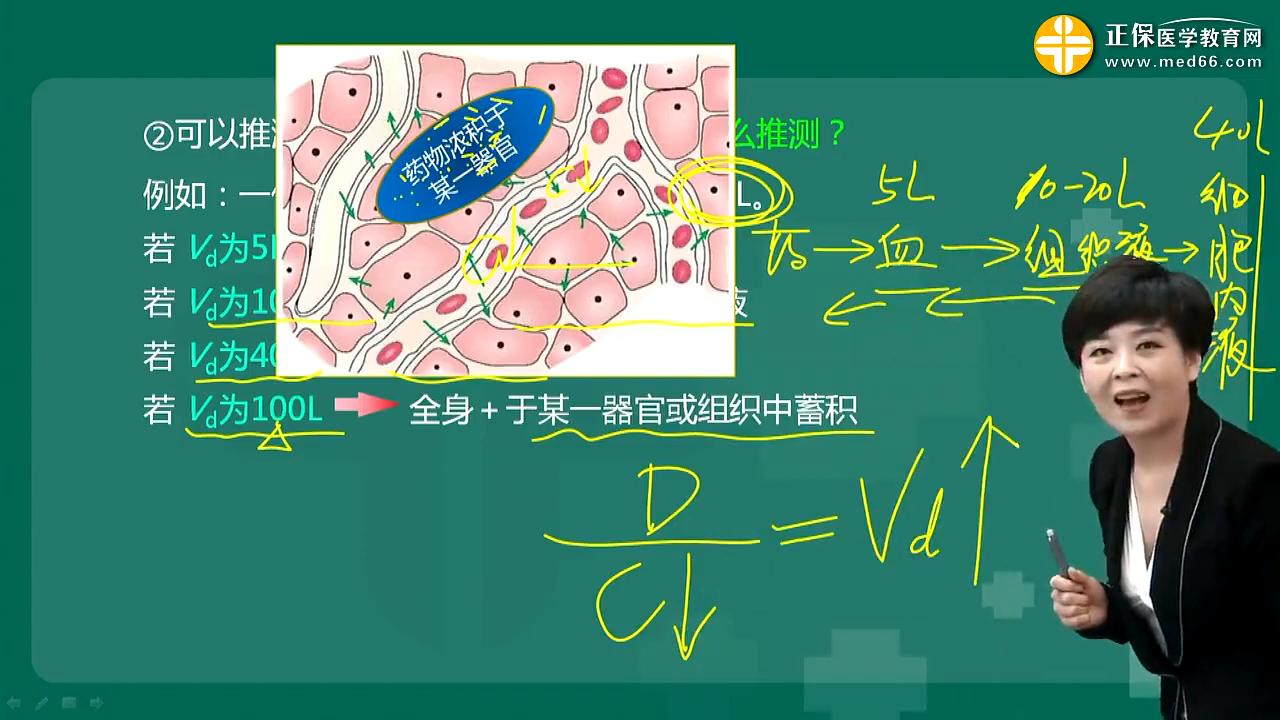 正保医学教育网
www.med66.com
②可以推测
么推测？
例如：一个
L。
若 Vd为5L
若 Vd为10
液
若 Vd为40
若 Vd为100L
全身＋于某一器官或组织中蓄积
药物浓积于
某一器官
cl
cl
5L
10-20L
40L
药→血→组织液→细胞内液
D
C↓
=Vd↑